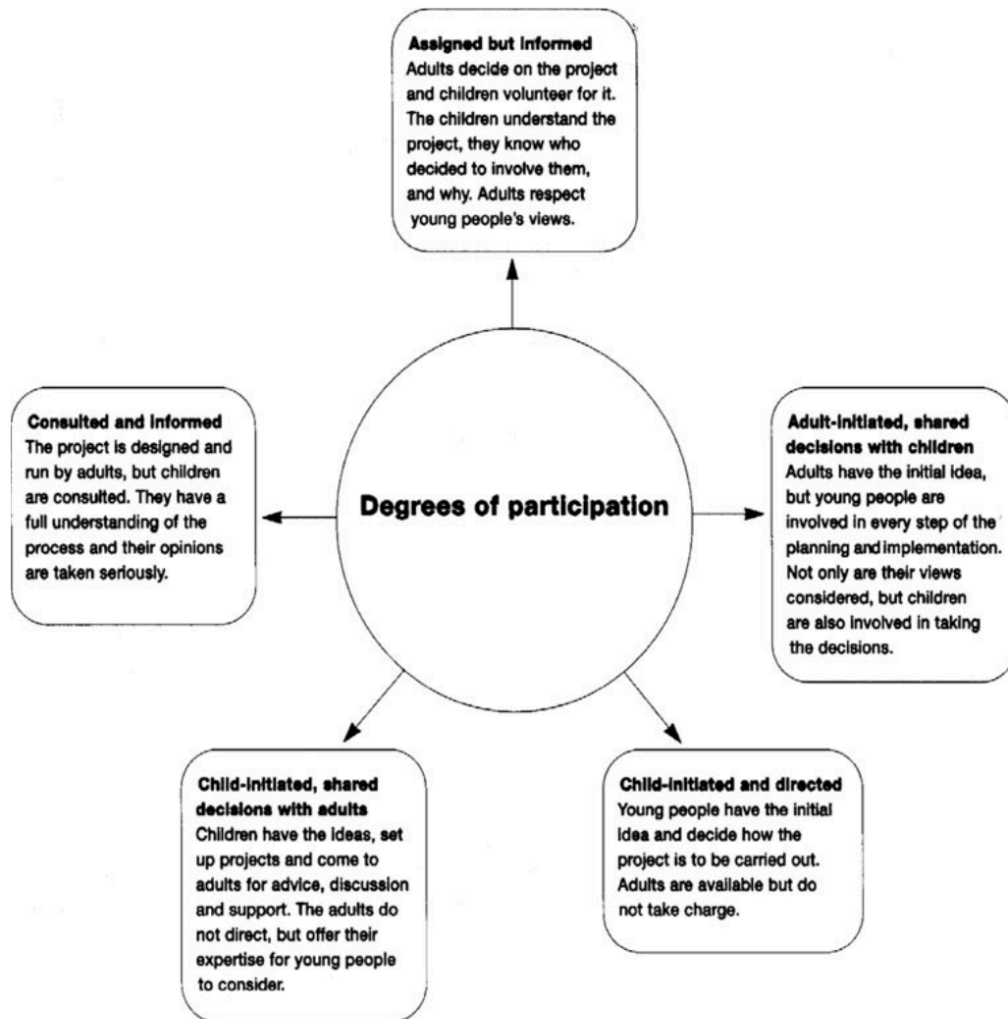 Assigned but informed
Adults decide on the project
and children volunteer for it.
The children understand the
project, they know who
decided to involve them,
and why. Adults respect
young people's views.
Consulted and informed
The project is designed and
run by adults, but children
are consulted. They have a
full understanding of the
process and their opinions
are taken seriously.
Degrees of participation
Adult-initiated, shared
decisions with children
Adults have the initial idea,
but young people are
involved in every step of the
planning and implementation.
Not only are their views
considered, but children
are also involved in taking
the decisions.
Child-initiated, shared
decisions with adults
Children have the ideas, set
up projects and come to
adults for advice, discussion
and support. The adults do
not direct, but offer their
expertise for young people
to consider.
Child-initiated and directed
Young people have the initial
idea and decide how the
project is to be carried out.
Adults are available but do
not take charge.